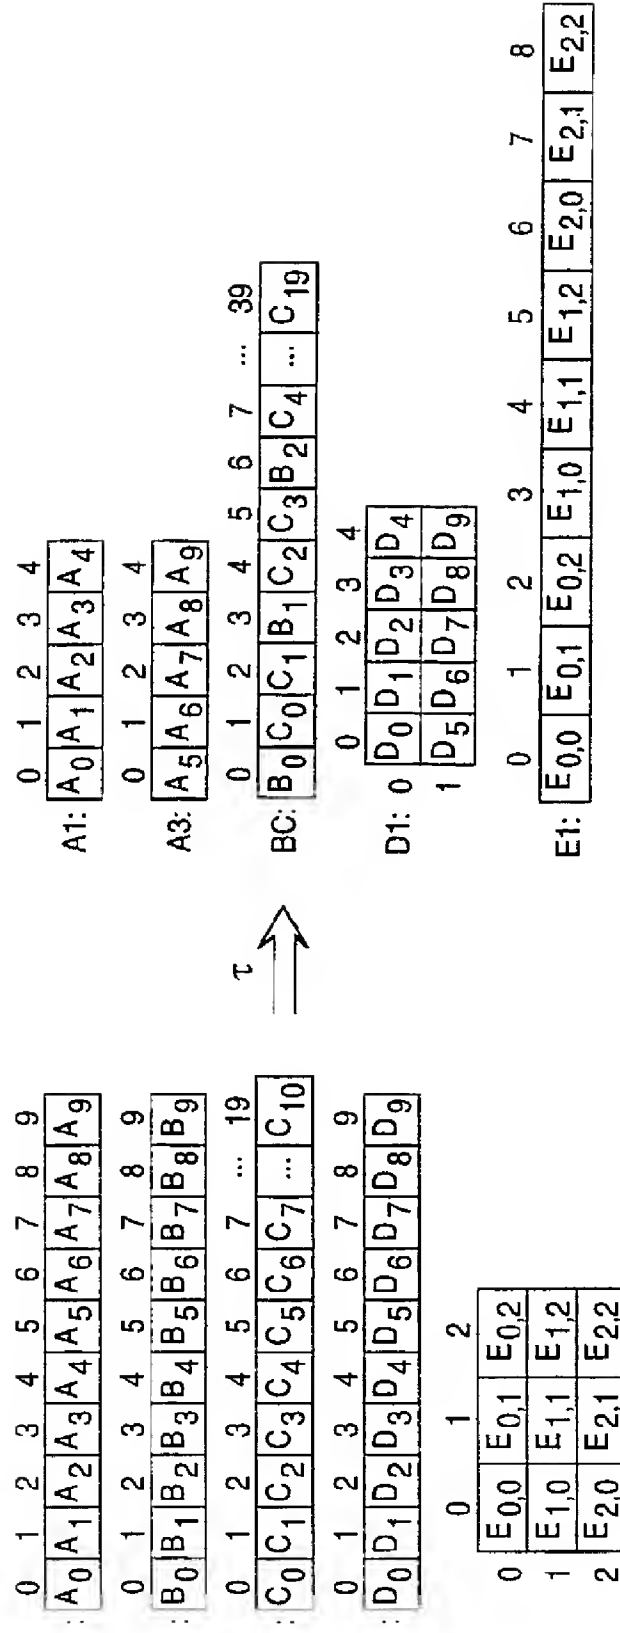 0 1 2 3 4 5 6 7 8 9
: A0 A1 A2 A3 A4 A5 A6 A7 A8 A9
0 1 2 3 4 5 6 7 8 9
: B0 B1 B2 B3 B4 B5 B6 B7 B8 B9
0 1 2 3 4 5 6 7 ... 19
: C0 C1 C2 C3 C4 C5 C6 C7 ... C10
0 1 2 3 4 5 6 7 8 9
: D0 D1 D2 D3 D4 D5 D6 D7 D8 D9
0 1 2
0 E0,0 E0,1 E0,2
1 E1,0 E1,1 E1,2
2 E2,0 E2,1 E2,2
τ
0 1 2 3 4
A1: A0 A1 A2 A3 A4
0 1 2 3 4
A3: A5 A6 A7 A8 A9
0 1 2 3 4 5 6 7 ... 39
BC: B0 C0 C1 B1 C2 C3 B2 C4 ... C19
0 1 2 3 4
D1: 0 D0 D1 D2 D3 D4
1 D5 D6 D7 D8 D9
0 1 2 3 4 5 6 7 8
E1: E0,0 E0,1 E0,2 E1,0 E1,1 E1,2 E2,0 E2,1 E2,2